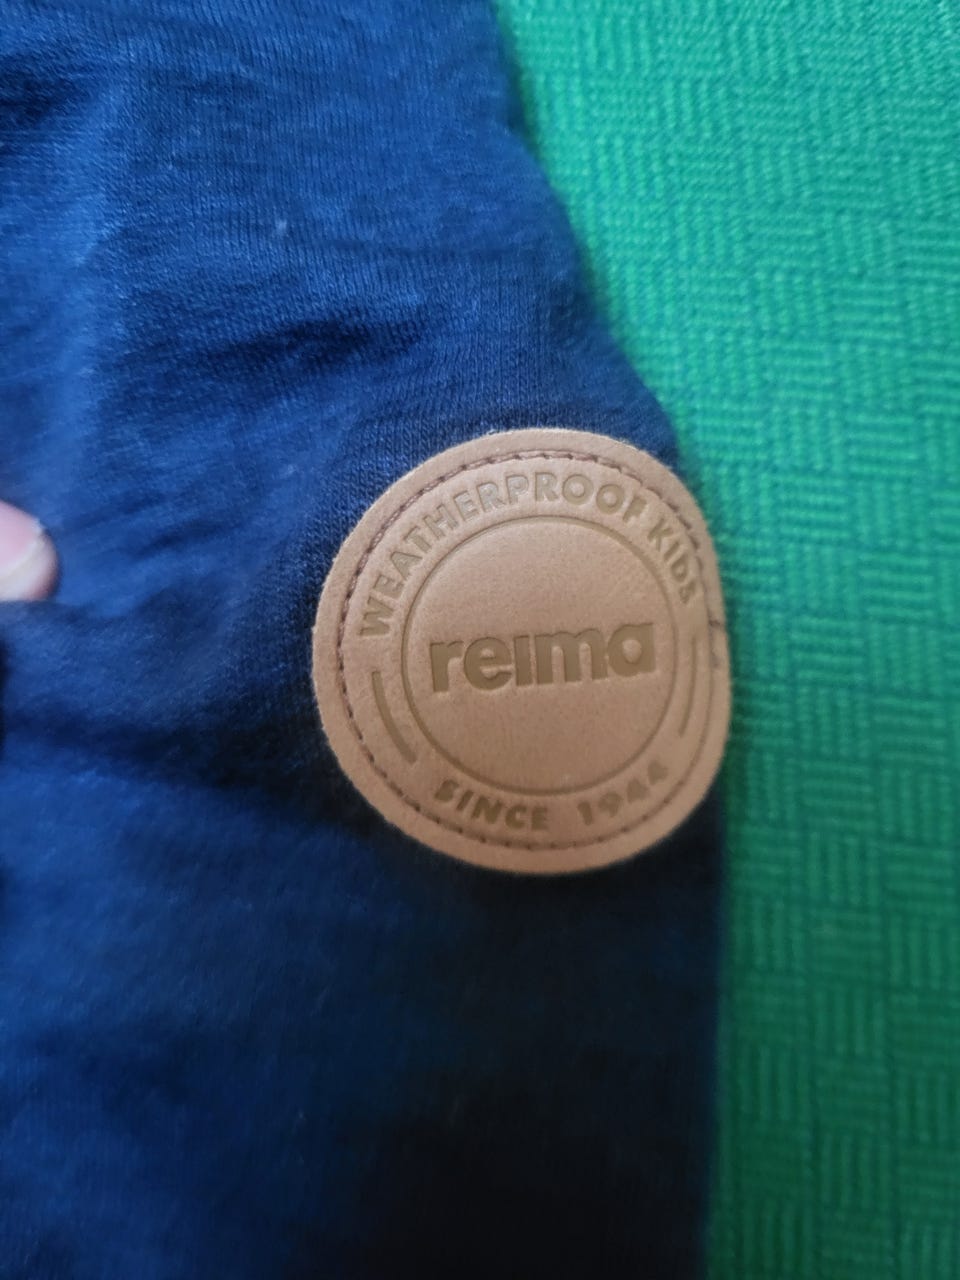 WEATHERPROOF KIDS
reima
SINCE 1944